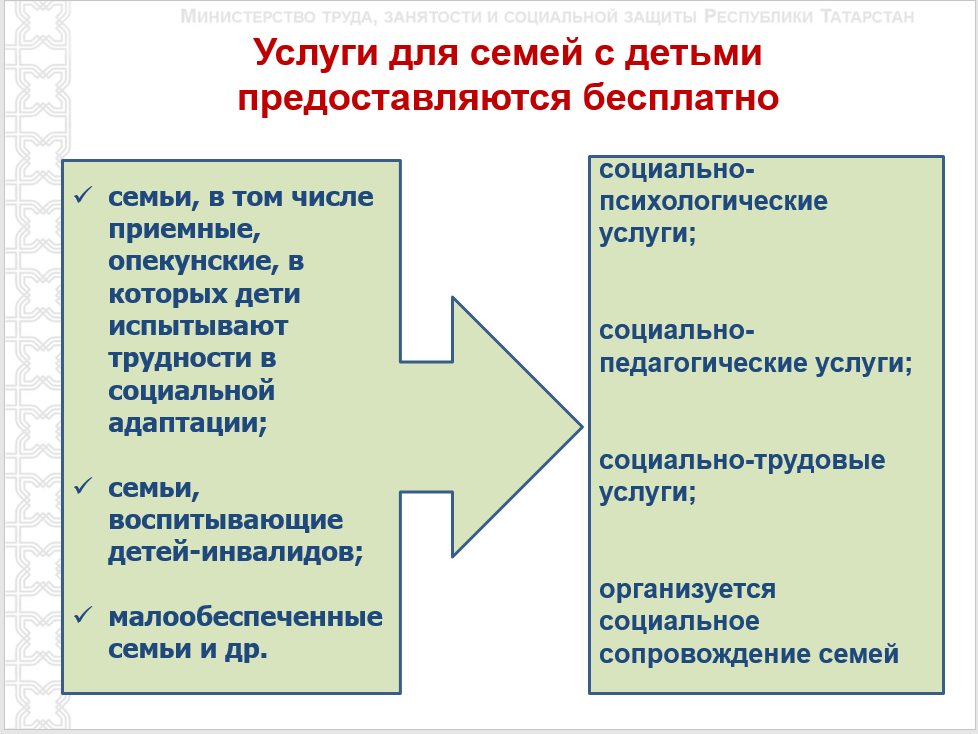 Министерство труда, занятости и социальной защиты Республики Татарстан
Услуги для семей с детьми
предоставляются бесплатно
✓ семьи, в том числе
приемные,
опекунские, в
которых дети
испытывают
трудности в
социальной
адаптации;
✓ семьи,
воспитывающие
детей-инвалидов;
✓ малообеспеченные
семьи и др.
социально-
психологические
услуги;
социально-
педагогические услуги;
социально-трудовые
услуги;
организуется
социальное
сопровождение семей